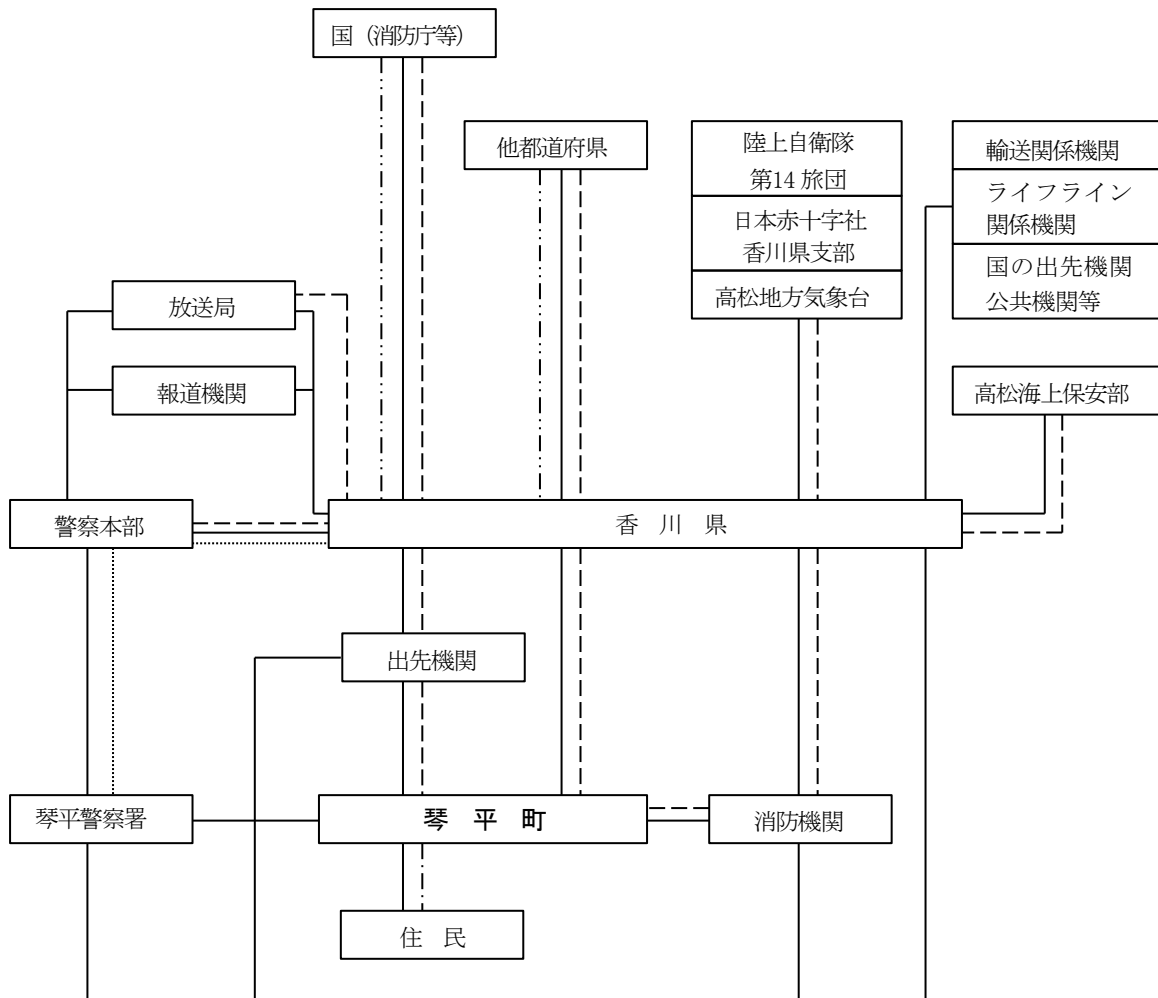 国（消防庁等）
他都道府県
陸上自衛隊
第14 旅団
日本赤十字社
香川県支部
高松地方気象台
輸送関係機関
ライフライン
関係機関
国の出先機関
公共機関等
放送局
報道機関
高松海上保安部
警察本部
香　川　県
出先機関
琴平警察署
琴　平　町
消防機関
住　民